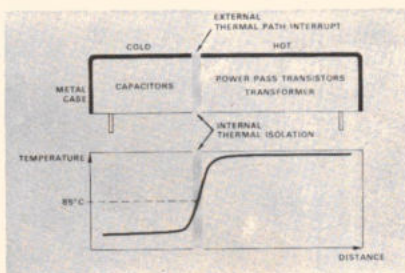 EXTERNAL
THERMAL PATH INTERRUPT
COLD
HOT
METAL
CASE
CAPACITORS
POWER PASS TRANSISTORS
TRANSFORMER
INTERNAL
THERMAL ISOLATION
TEMPERATURE
85°C
DISTANCE